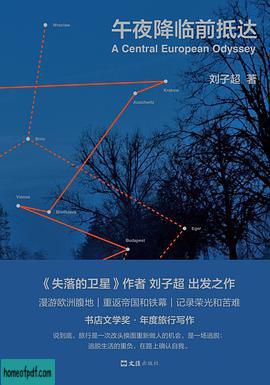 午夜降临前抵达
A Central European Odyssey
刘子超 著
Wroclaw
Krakow
Auschwitz
Brno
Vienna
Bratislava
Eger
Budapest
《失落的卫星》作者 刘子超 出发之作
漫游欧洲腹地｜重返帝国和铁幕｜记录荣光和苦难
书店文学奖·年度旅行写作
说到底，旅行是一次改头换面重新做人的机会，是一场逃脱：
逃脱生活的重负，在路上确认自我。
文匯出版社
homeofpdf.com